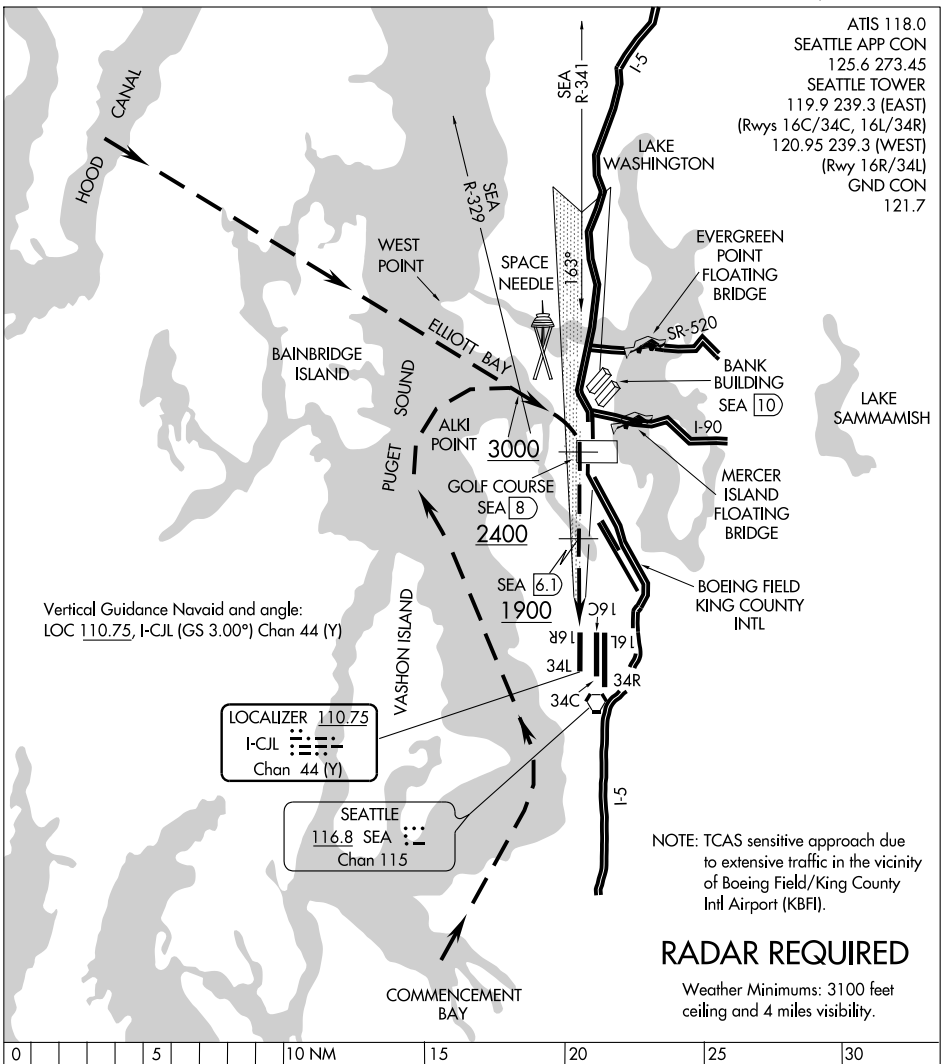 ATIS 118.0
SEATTLE APP CON
125.6 273.45
SEATTLE TOWER
119.9 239.3 (EAST)
(Rwys 16C/34C, 16L/34R)
120.95 239.3 (WEST)
(Rwy 16R/34L)
GND CON
121.7
HOOD CANAL
SEA
R-341
I-5
LAKE
WASHINGTON
SEA
R-329
WEST
POINT
SPACE
NEEDLE
163°
EVERGREEN
POINT
FLOATING
BRIDGE
SR-520
ELLIOTT BAY
BAINBRIDGE
ISLAND
BANK
BUILDING
SEA 10
LAKE
SAMMAMISH
PUGET SOUND
ALKI
POINT
3000
I-90
GOLF COURSE
SEA 8
2400
MERCER
ISLAND
FLOATING
BRIDGE
SEA 6.1
1900
BOEING FIELD
KING COUNTY
INTL
Vertical Guidance Navaid and angle:
LOC 110.75, I-CJL (GS 3.00°) Chan 44 (Y)
VASHON ISLAND
16R
16C
16L
34L
34C
34R
LOCALIZER 110.75
I-CJL
Chan 44 (Y)
SEATTLE
116.8 SEA
Chan 115
I-5
NOTE: TCAS sensitive approach due
to extensive traffic in the vicinity
of Boeing Field/King County
Intl Airport (KBFI).
RADAR REQUIRED
Weather Minimums: 3100 feet
ceiling and 4 miles visibility.
COMMENCEMENT
BAY
0 5 10 NM 15 20 25 30